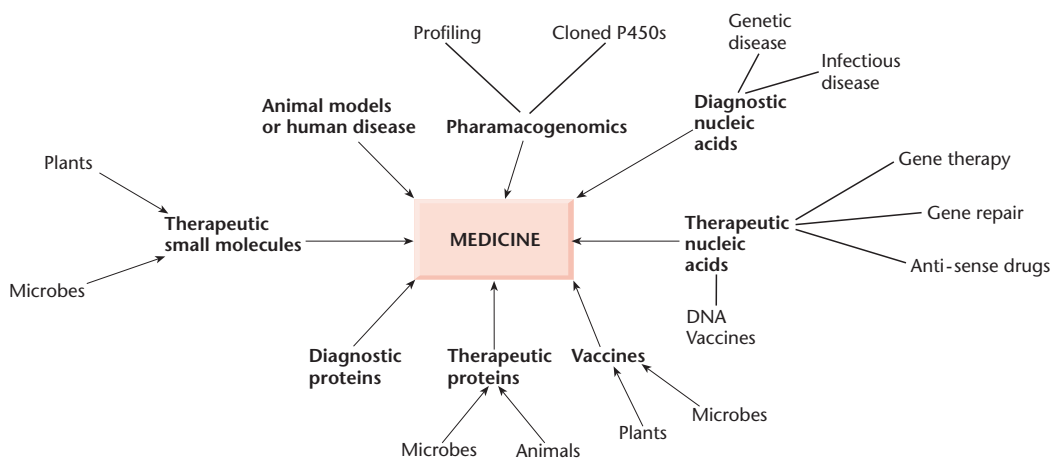 Profiling
Cloned P450s
Genetic
disease
Infectious
disease
Animal models
or human disease
Pharamacogenomics
Diagnostic
nucleic
acids
Plants
Gene therapy
Therapeutic
small molecules
MEDICINE
Therapeutic
nucleic
acids
Gene repair
Anti-sense drugs
Microbes
DNA
Vaccines
Diagnostic
proteins
Therapeutic
proteins
Vaccines
Microbes
Plants
Microbes
Animals